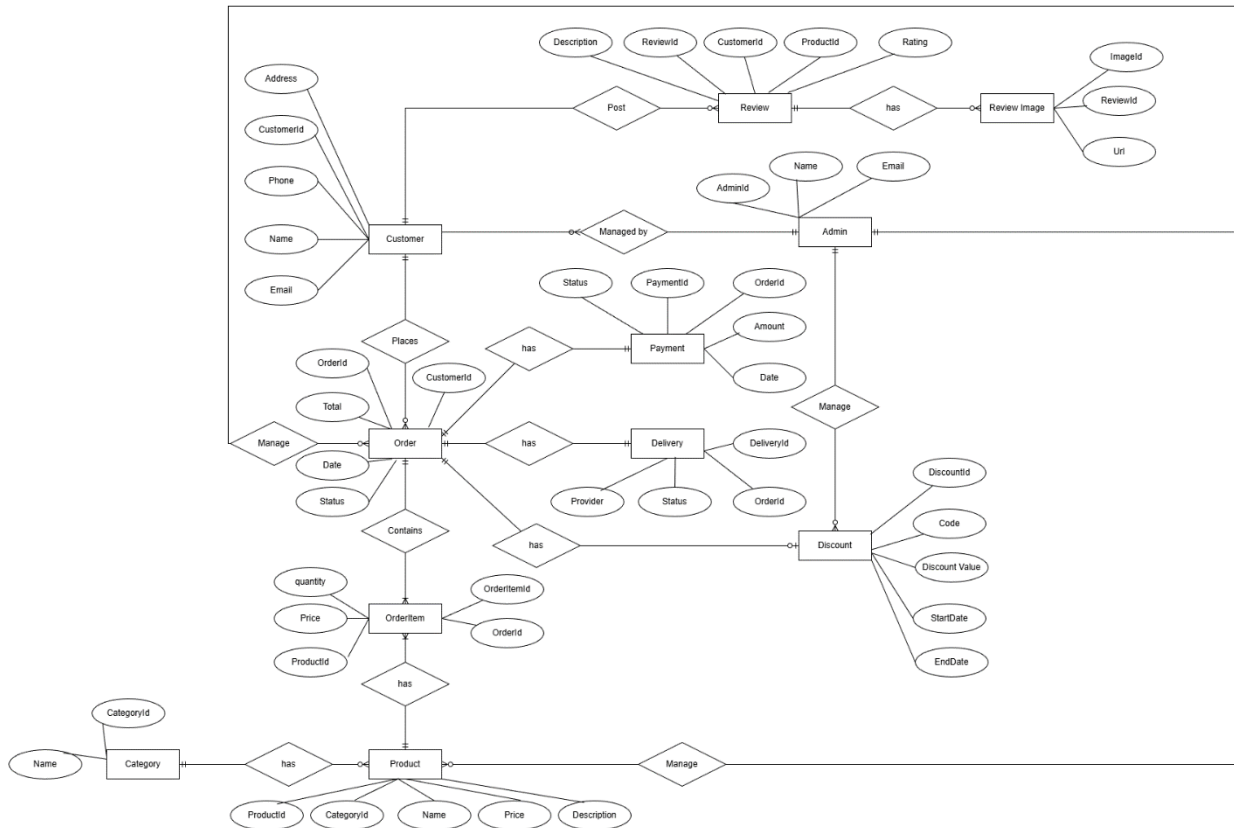 Description
ReviewId
CustomerId
ProductId
Rating
ImageId
Address
Post
Review
has
Review Image
ReviewId
CustomerId
Url
Name
Email
Phone
AdminId
Name
Customer
Managed by
Admin
Email
Status
PaymentId
OrderId
Places
has
Payment
Amount
OrderId
CustomerId
Date
Total
Manage
Manage
Order
has
Delivery
DeliveryId
Date
DiscountId
Status
Provider
Status
OrderId
Contains
Code
has
Discount
Discount Value
quantity
OrderItemId
Price
OrderItem
StartDate
OrderId
ProductId
EndDate
has
CategoryId
Name
Category
has
Product
Manage
ProductId
CategoryId
Name
Price
Description